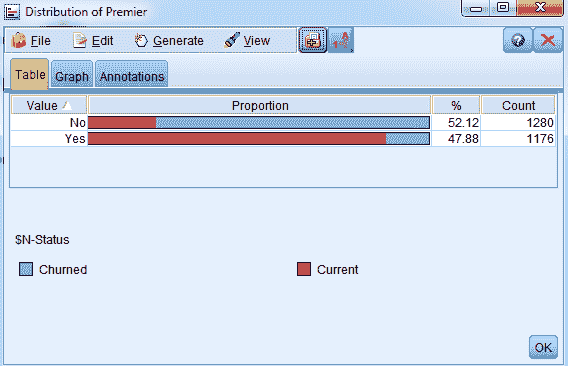 Distribution of Premier
File Edit Generate View
Table Graph Annotations
Value Proportion % Count
No 52.12 1280
Yes 47.88 1176
$N-Status
Churned Current
OK